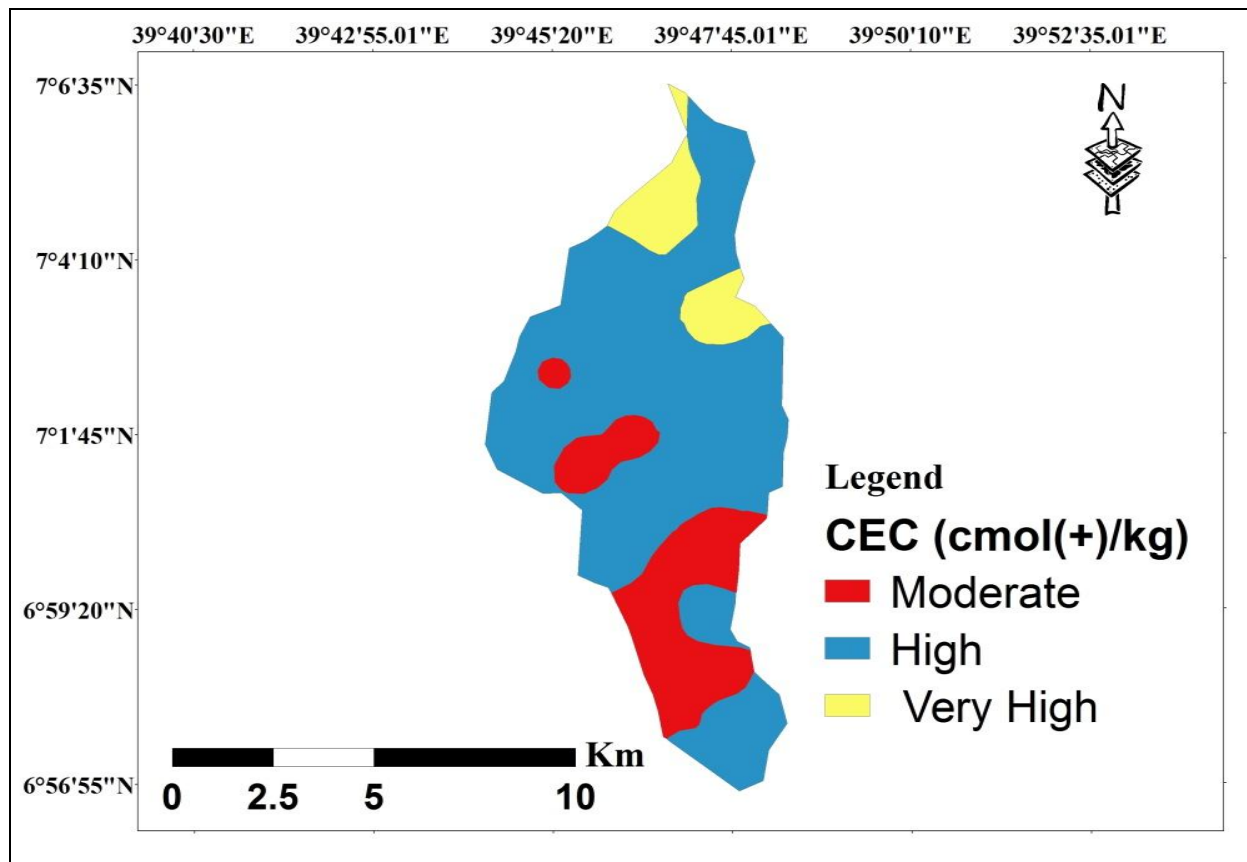 39°40'30"E 39°42'55.01"E 39°45'20"E 39°47'45.01"E 39°50'10"E 39°52'35.01"E
7°6'35"N
N
7°4'10"N
7°1'45"N
6°59'20"N
6°56'55"N
Legend
CEC (cmol(+)/kg)
Moderate
High
Very High
Km
0 2.5 5 10